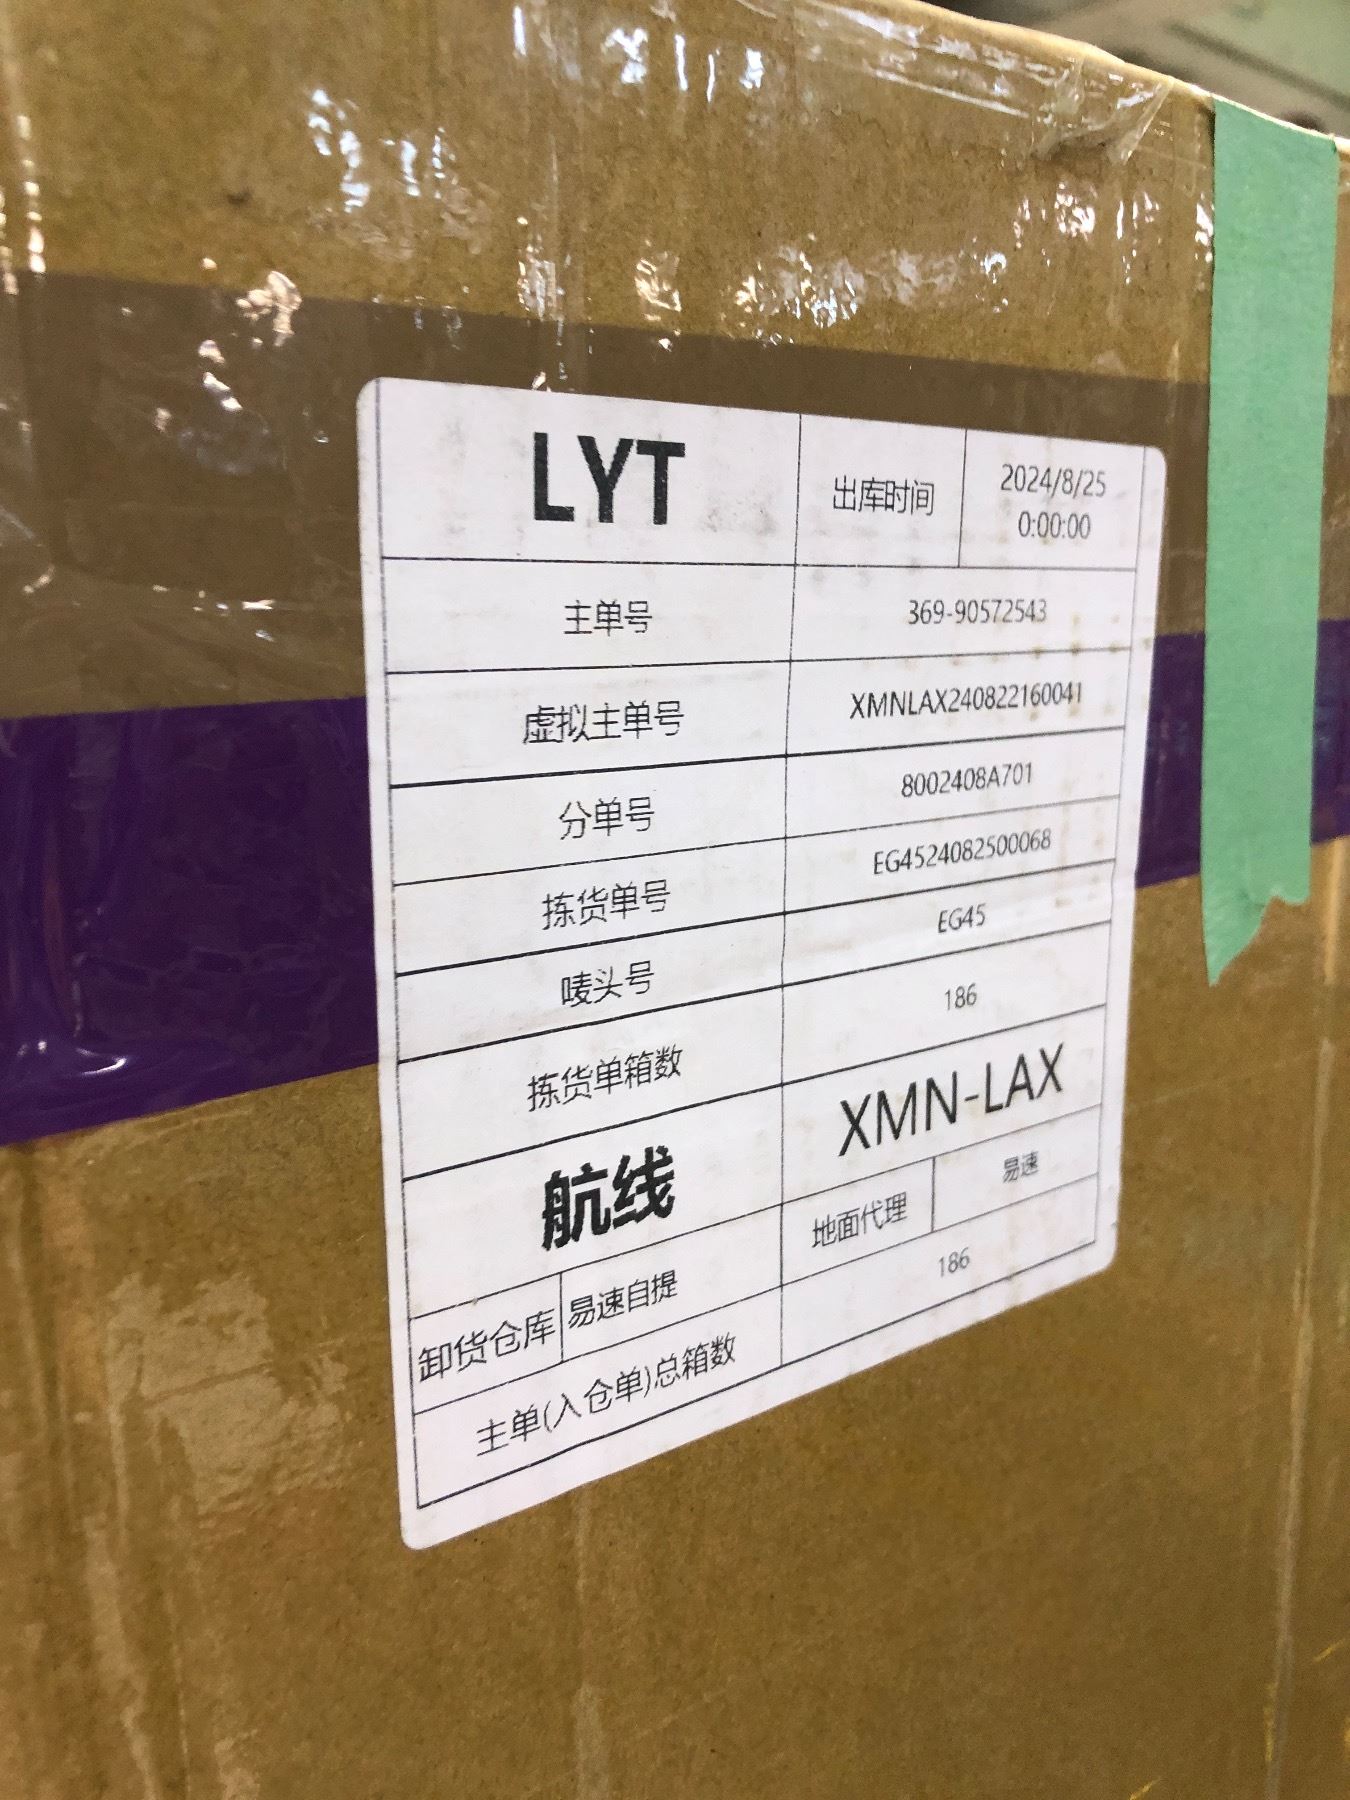 LYT
出库时间
2024/8/25
0:00:00
主单号 369-90572543
虚拟主单号 XMNLAX240822160041
分单号 8002408A701
拣货单号 EG4524082500068
唛头号 EG45
拣货单箱数 186
航线 XMN-LAX
卸货仓库 易速自提 地面代理 易速
主单(入仓单)总箱数 186